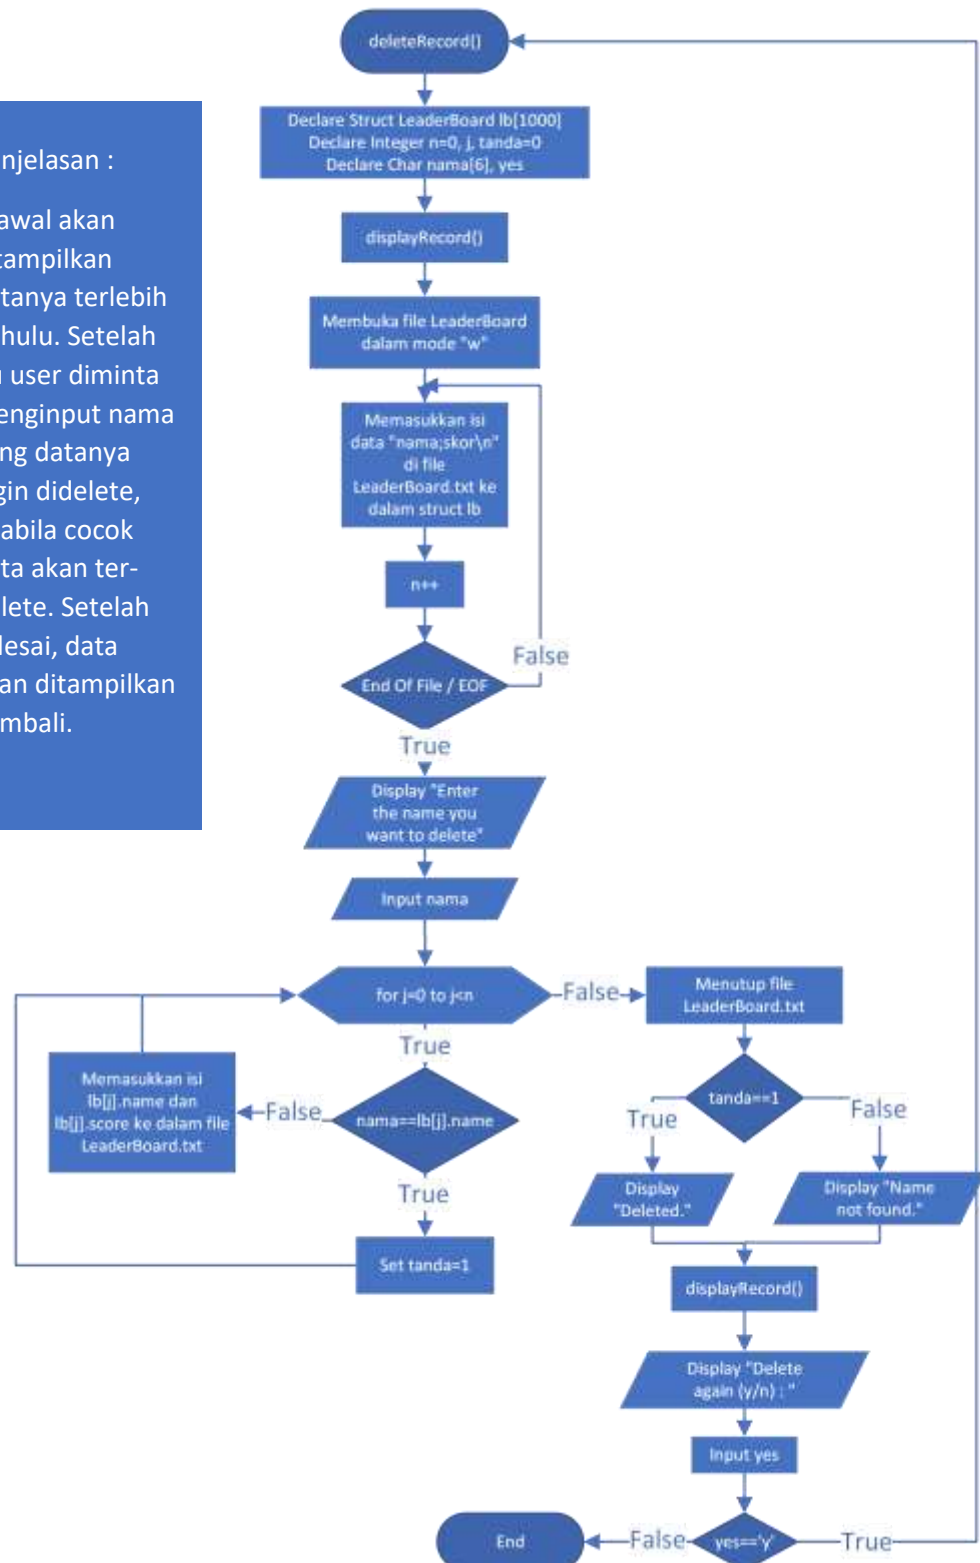 deleteRecord()
Declare Struct LeaderBoard lb[1000]
Declare Integer n=0, j, tanda=0
Declare Char nama[6], yes
njelasan :
awal akan
tampilkan
tanya terlebih
hulu. Setelah
u user diminta
enginput nama
ng datanya
gin didelete,
abila cocok
ta akan ter-
lete. Setelah
lesai, data
an ditampilkan
mbali.
displayRecord()
Membuka file LeaderBoard
dalam mode "w"
Memasukkan isi
data "nama;skor\n"
di file
LeaderBoard.txt ke
dalam struct lb
n++
False
End Of File / EOF
True
Display "Enter
the name you
want to delete"
Input nama
for j=0 to j<n
False
Menutup file
LeaderBoard.txt
True
Memasukkan isi
lb[j].name dan
lb[j].score ke dalam file
LeaderBoard.txt
False
nama==lb[j].name
True
Set tanda=1
tanda==1
True
False
Display
"Deleted."
Display "Name
not found."
displayRecord()
Display "Delete
again (y/n) : "
Input yes
End
False
yes=='y'
True